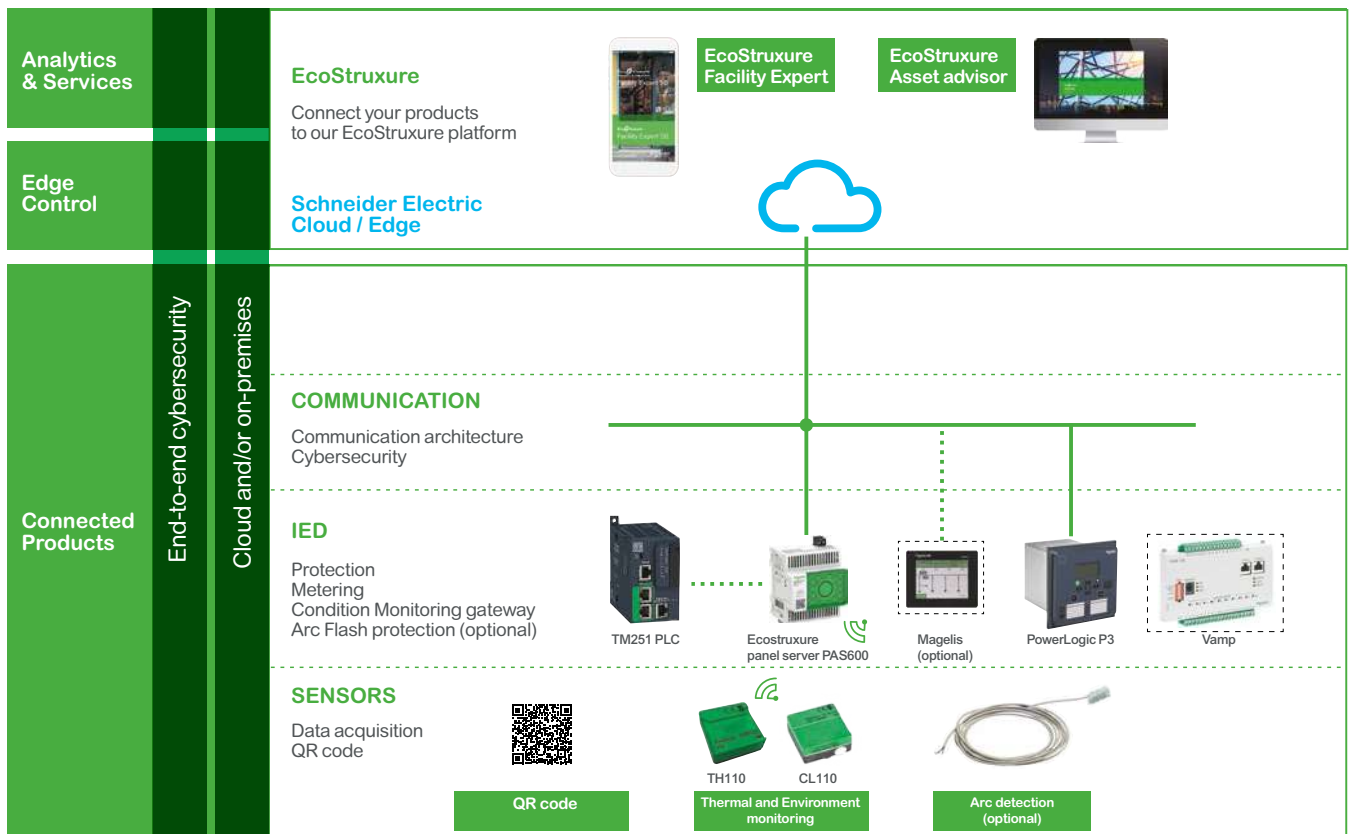 Analytics
& Services
Edge
Control
Connected
Products
End-to-end cybersecurity
Cloud and/or on-premises
EcoStruxure
Connect your products
to our EcoStruxure platform
EcoStruxure
Facility Expert
EcoStruxure
Asset advisor
Schneider Electric
Cloud / Edge
COMMUNICATION
Communication architecture
Cybersecurity
IED
Protection
Metering
Condition Monitoring gateway
Arc Flash protection (optional)
TM251 PLC
Ecostruxure
panel server PAS600
Magelis
(optional)
PowerLogic P3
Vamp
SENSORS
Data acquisition
QR code
TH110
CL110
QR code
Thermal and Environment
monitoring
Arc detection
(optional)